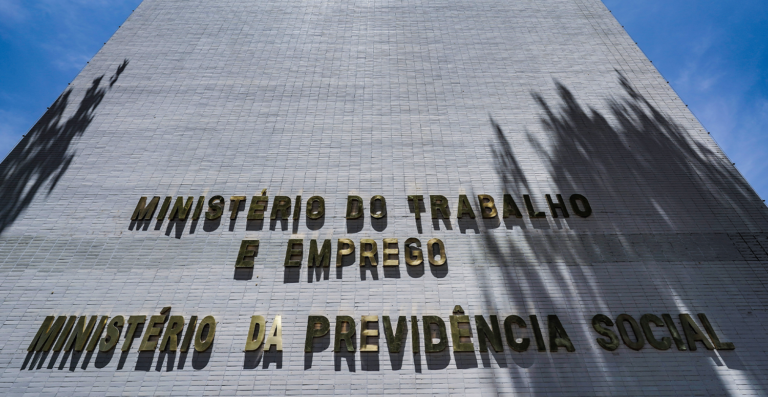 MINISTÉRIO DO TRABALHO
E EMPREGO
MINISTÉRIO DA PREVIDÊNCIA SOCIAL